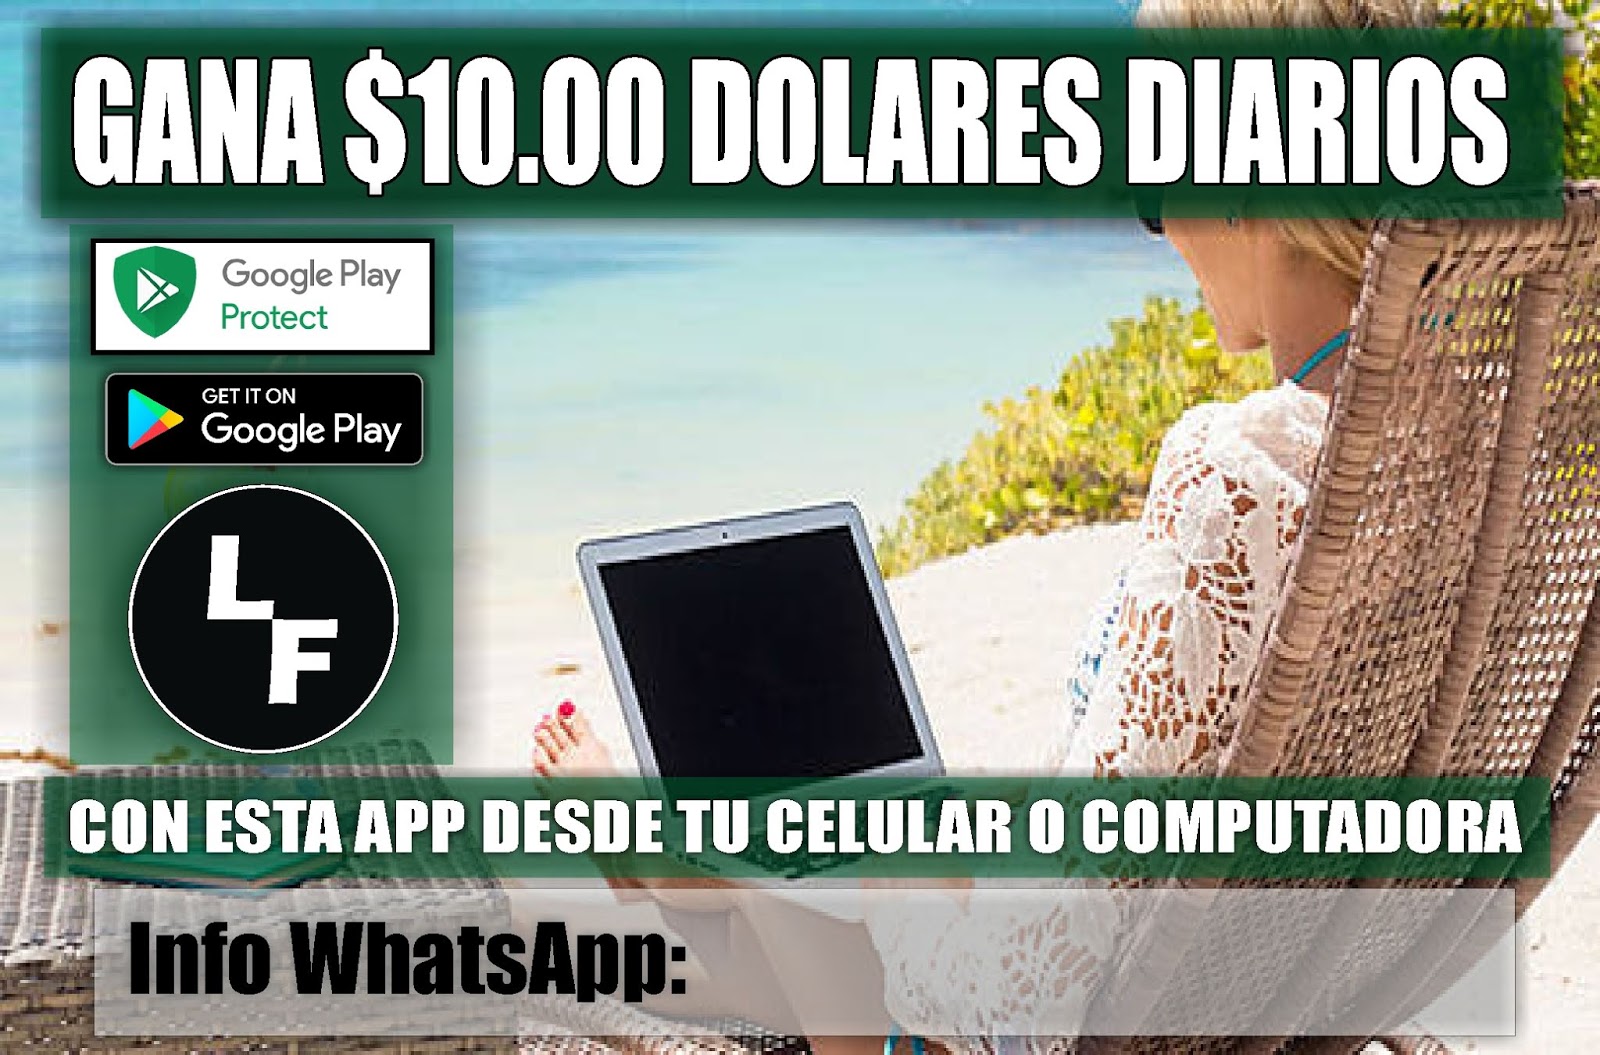 GANA $10.00 DOLARES DIARIOS
Google Play
Protect
GET IT ON
Google Play
L
F
CON ESTA APP DESDE TU CELULAR O COMPUTADORA
Info WhatsApp: